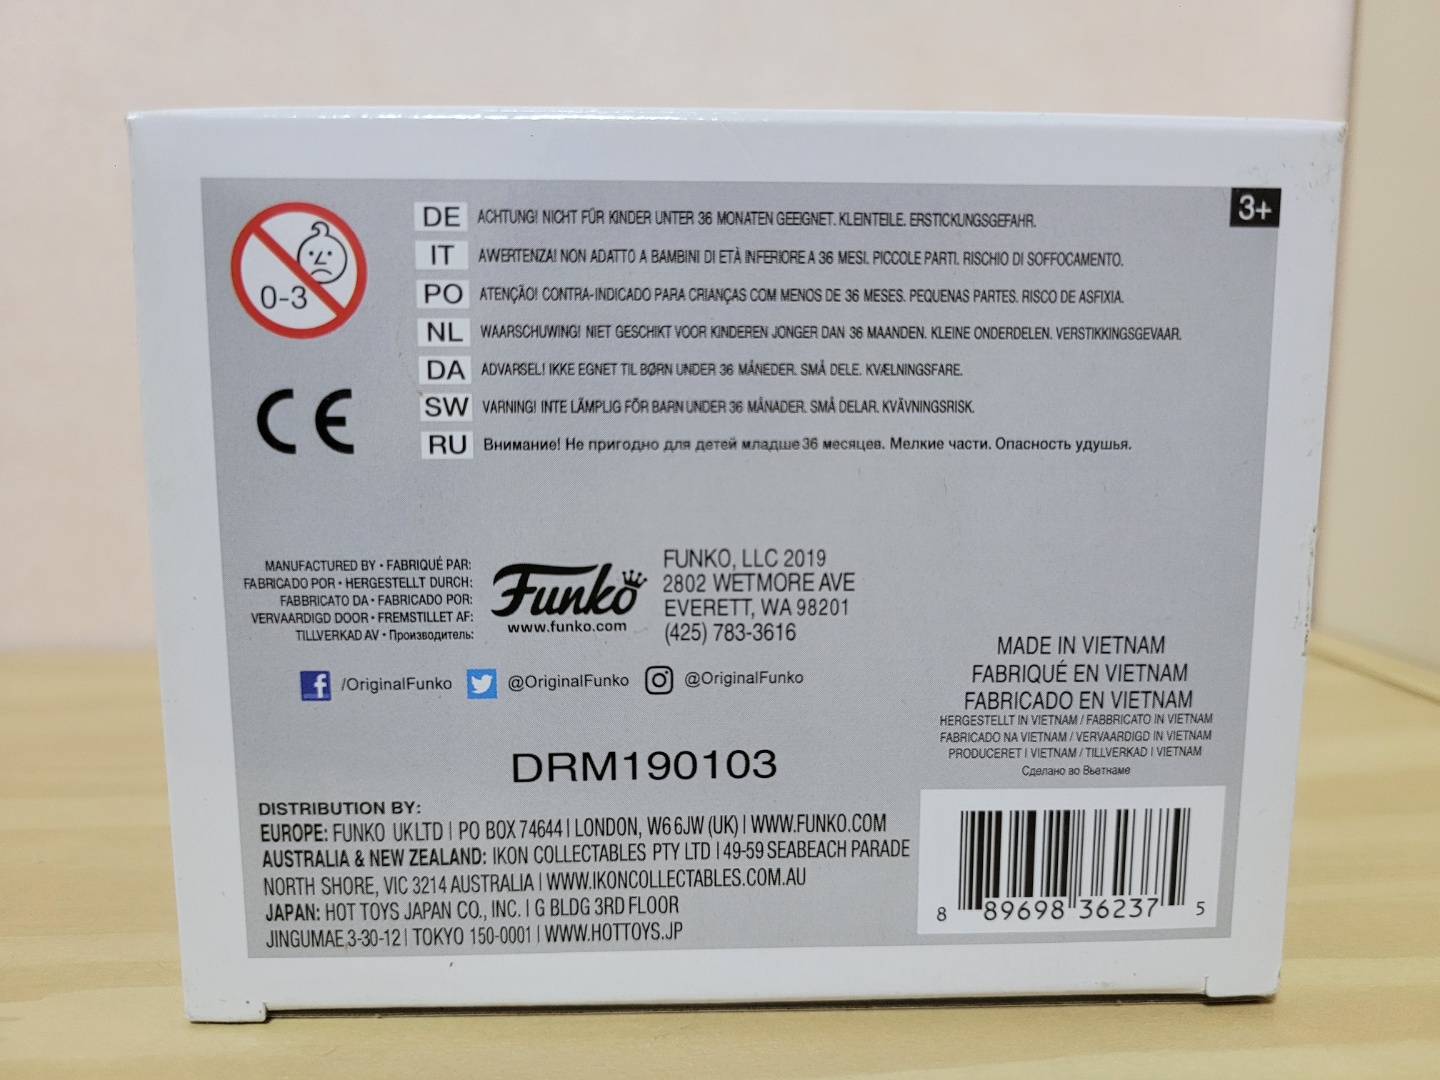 3+
0-3
DE ACHTUNG! NICHT FÜR KINDER UNTER 36 MONATEN GEEIGNET. KLEINTEILE. ERSTICKUNGSGEFAHR.
IT AWERTENZA! NON ADATTO A BAMBINI DI ETÀ INFERIORE A 36 MESI. PICCOLE PARTI. RISCHIO DI SOFFOCAMENTO.
PO ATENÇÃO! CONTRA-INDICADO PARA CRIANÇAS COM MENOS DE 36 MESES. PEQUENAS PARTES. RISCO DE ASFIXIA.
NL WAARSCHUWING! NIET GESCHIKT VOOR KINDEREN JONGER DAN 36 MAANDEN. KLEINE ONDERDELEN. VERSTIKKINGSGEVAAR.
DA ADVARSEL! IKKE EGNET TIL BØRN UNDER 36 MÅNEDER. SMÅ DELE. KVÆLNINGSFARE.
SW VARNING! INTE LÄMPLIG FÖR BARN UNDER 36 MÅNADER. SMÅ DELAR. KVÄVNINGSRISK.
RU Внимание! Не пригодно для детей младше 36 месяцев. Мелкие части. Опасность удушья.
CE
MANUFACTURED BY • FABRIQUÉ PAR:
FABRICADO POR • HERGESTELLT DURCH:
FABBRICATO DA • FABRICADO POR:
VERVAARDIGD DOOR • FREMSTILLET AF:
TILLVERKAD AV • Производитель:
Funko
www.funko.com
FUNKO, LLC 2019
2802 WETMORE AVE
EVERETT, WA 98201
(425) 783-3616
/OriginalFunko @OriginalFunko @OriginalFunko
MADE IN VIETNAM
FABRIQUÉ EN VIETNAM
FABRICADO EN VIETNAM
HERGESTELLT IN VIETNAM / FABBRICATO IN VIETNAM
FABRICADO NA VIETNAM / VERVAARDIGD IN VIETNAM
PRODUCERET I VIETNAM / TILLVERKAD I VIETNAM
Сделано во Вьетнаме
DRM190103
DISTRIBUTION BY:
EUROPE: FUNKO UK LTD | PO BOX 74644 | LONDON, W6 6JW (UK) | WWW.FUNKO.COM
AUSTRALIA & NEW ZEALAND: IKON COLLECTABLES PTY LTD | 49-59 SEABEACH PARADE
NORTH SHORE, VIC 3214 AUSTRALIA | WWW.IKONCOLLECTABLES.COM.AU
JAPAN: HOT TOYS JAPAN CO., INC. | G BLDG 3RD FLOOR
JINGUMAE,3-30-12 | TOKYO 150-0001 | WWW.HOTTOYS.JP
8 89698 36237 5